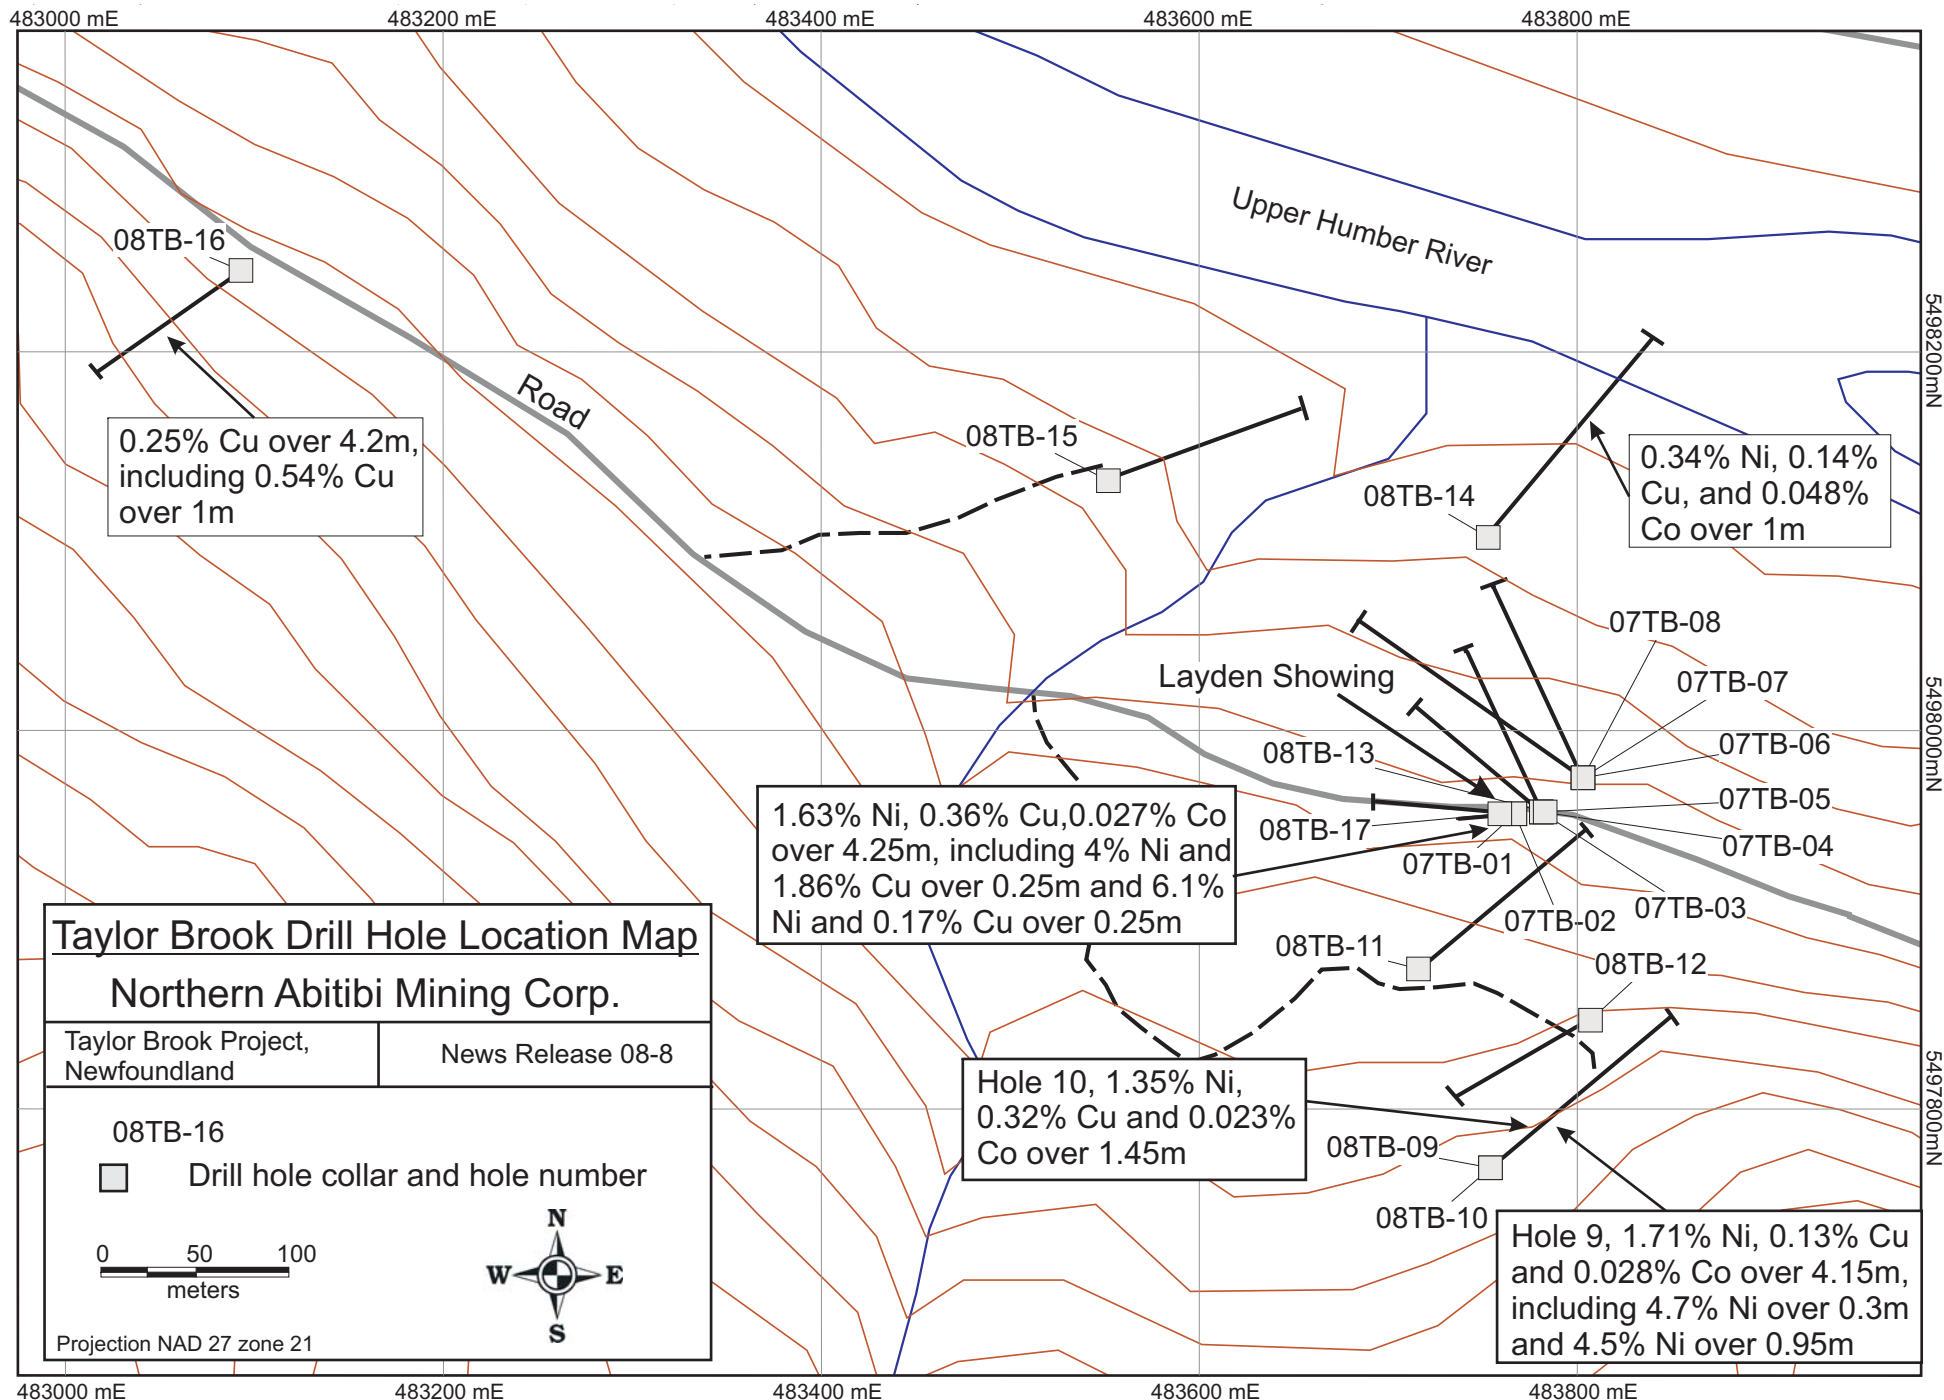 483000 mE
483200 mE
483400 mE
483600 mE
483800 mE
Upper Humber River
08TB-16
5498200mN
Road
0.25% Cu over 4.2m,
including 0.54% Cu
over 1m
08TB-15
08TB-14
0.34% Ni, 0.14%
Cu, and 0.048%
Co over 1m
07TB-08
Layden Showing
07TB-07
5498000mN
07TB-06
08TB-13
07TB-05
08TB-17
07TB-04
07TB-01
07TB-03
07TB-02
1.63% Ni, 0.36% Cu,0.027% Co
over 4.25m, including 4% Ni and
1.86% Cu over 0.25m and 6.1%
Ni and 0.17% Cu over 0.25m
08TB-11
08TB-12
Hole 10, 1.35% Ni,
0.32% Cu and 0.023%
Co over 1.45m
5497800mN
08TB-09
08TB-10
Hole 9, 1.71% Ni, 0.13% Cu
and 0.028% Co over 4.15m,
including 4.7% Ni over 0.3m
and 4.5% Ni over 0.95m
Taylor Brook Drill Hole Location Map
Northern Abitibi Mining Corp.
Taylor Brook Project,
Newfoundland
News Release 08-8
08TB-16
Drill hole collar and hole number
0 50 100
meters
N
W E
S
Projection NAD 27 zone 21
483000 mE
483200 mE
483400 mE
483600 mE
483800 mE